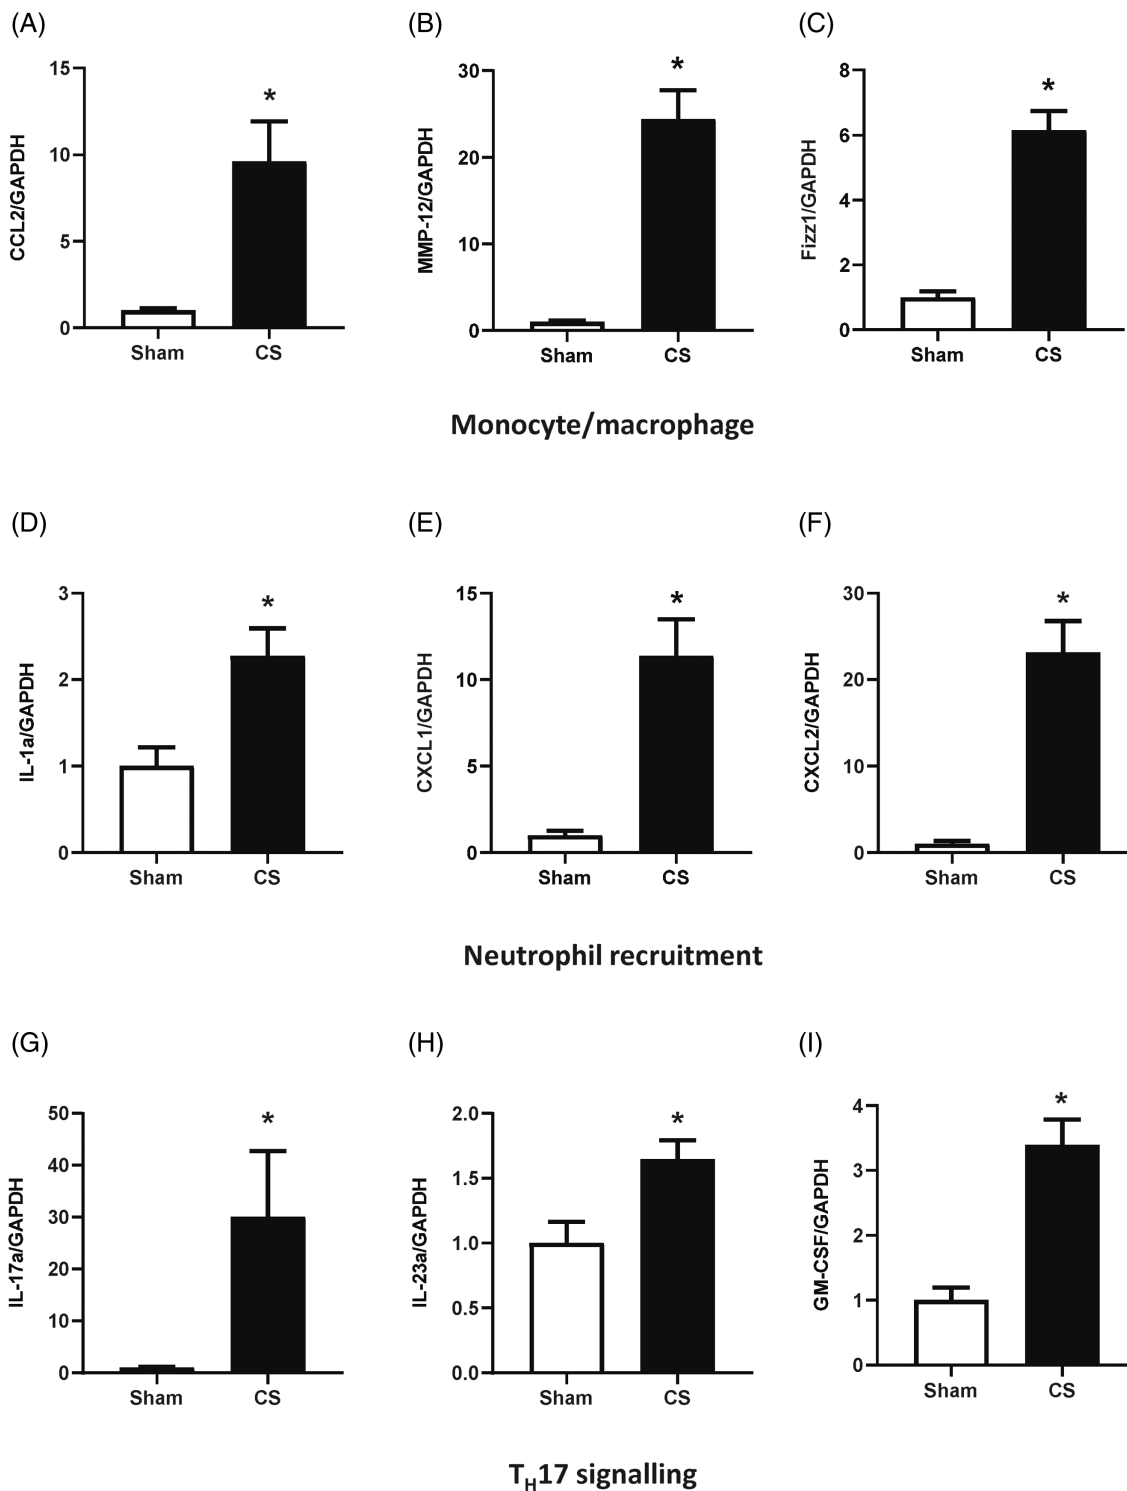 (A)
(B)
(C)
CCL2/GAPDH
15
10
5
0
*
Sham CS
MMP-12/GAPDH
30
20
10
0
*
Sham CS
Fizz1/GAPDH
8
6
4
2
0
*
Sham CS
Monocyte/macrophage
(D)
(E)
(F)
IL-1a/GAPDH
3
2
1
0
*
Sham CS
CXCL1/GAPDH
15
10
5
0
*
Sham CS
CXCL2/GAPDH
30
20
10
0
*
Sham CS
Neutrophil recruitment
(G)
(H)
(I)
IL-17a/GAPDH
50
40
30
20
10
0
*
Sham CS
IL-23a/GAPDH
2.0
1.5
1.0
0.5
0.0
*
Sham CS
GM-CSF/GAPDH
4
3
2
1
0
*
Sham CS
TH17 signalling